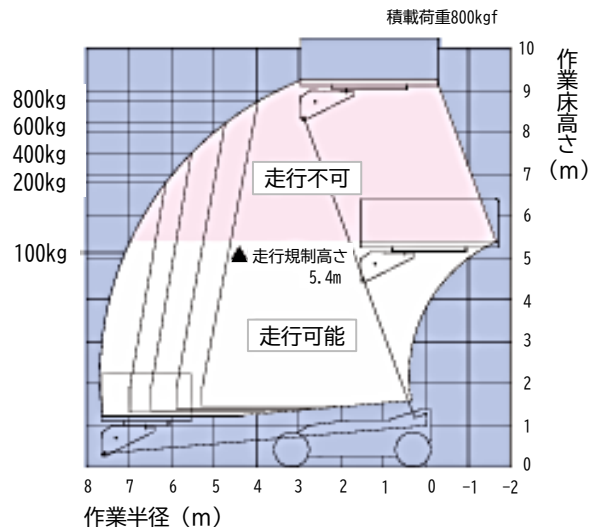 積載荷重800kgf
10
9
8
7
6
5
4
3
2
1
0
作業床高さ
（m）
800kg
600kg
400kg
200kg
100kg
走行不可
▲ 走行規制高さ
5.4m
走行可能
8 7 6 5 4 3 2 1 0 -1 -2
作業半径（m）